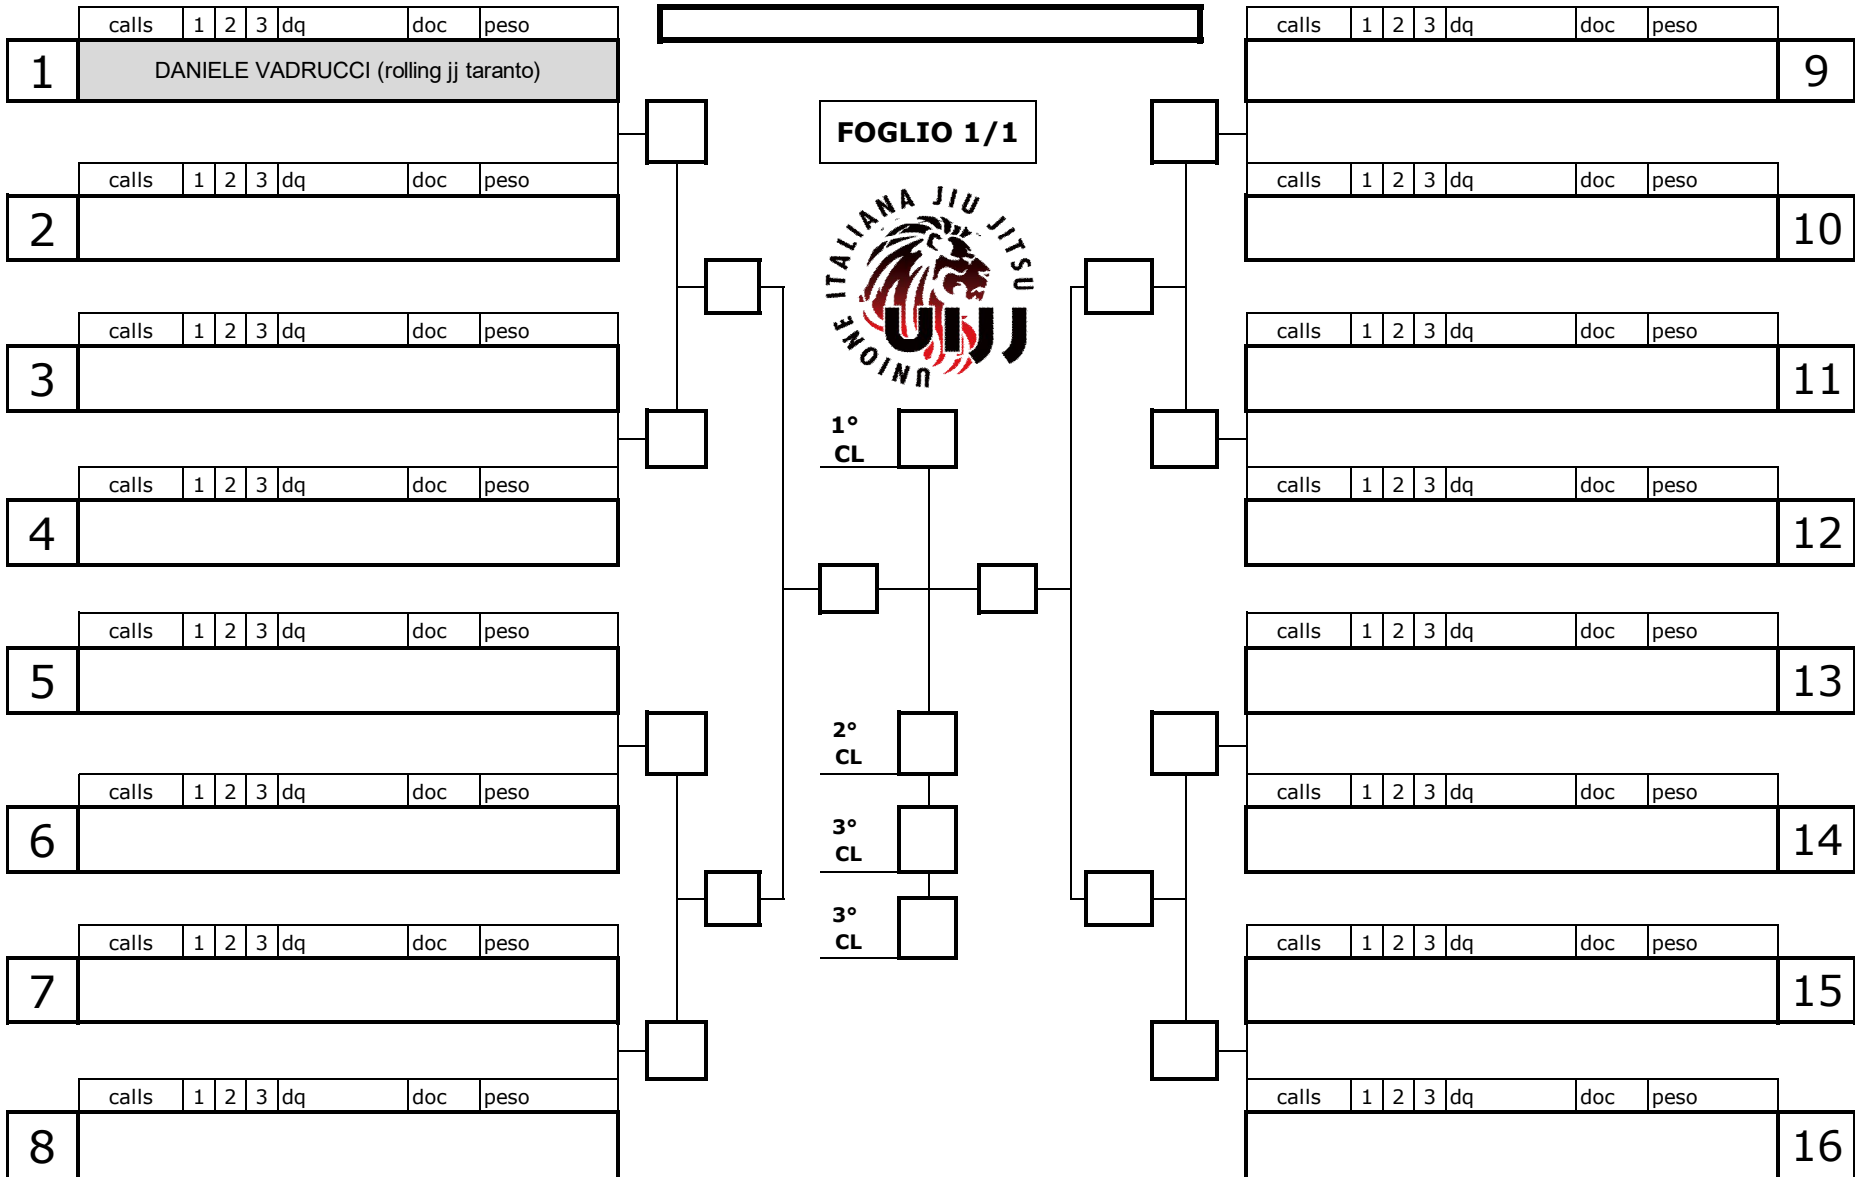 calls 1 2 3 dq doc peso
1 DANIELE VADRUCCI (rolling jj taranto)
calls 1 2 3 dq doc peso
2
calls 1 2 3 dq doc peso
3
calls 1 2 3 dq doc peso
4
calls 1 2 3 dq doc peso
5
calls 1 2 3 dq doc peso
6
calls 1 2 3 dq doc peso
7
calls 1 2 3 dq doc peso
8
FOGLIO 1/1
UNIONE ITALIANA JIU JITSU
UIJJ
1°
CL
2°
CL
3°
CL
3°
CL
calls 1 2 3 dq doc peso
9
calls 1 2 3 dq doc peso
10
calls 1 2 3 dq doc peso
11
calls 1 2 3 dq doc peso
12
calls 1 2 3 dq doc peso
13
calls 1 2 3 dq doc peso
14
calls 1 2 3 dq doc peso
15
calls 1 2 3 dq doc peso
16